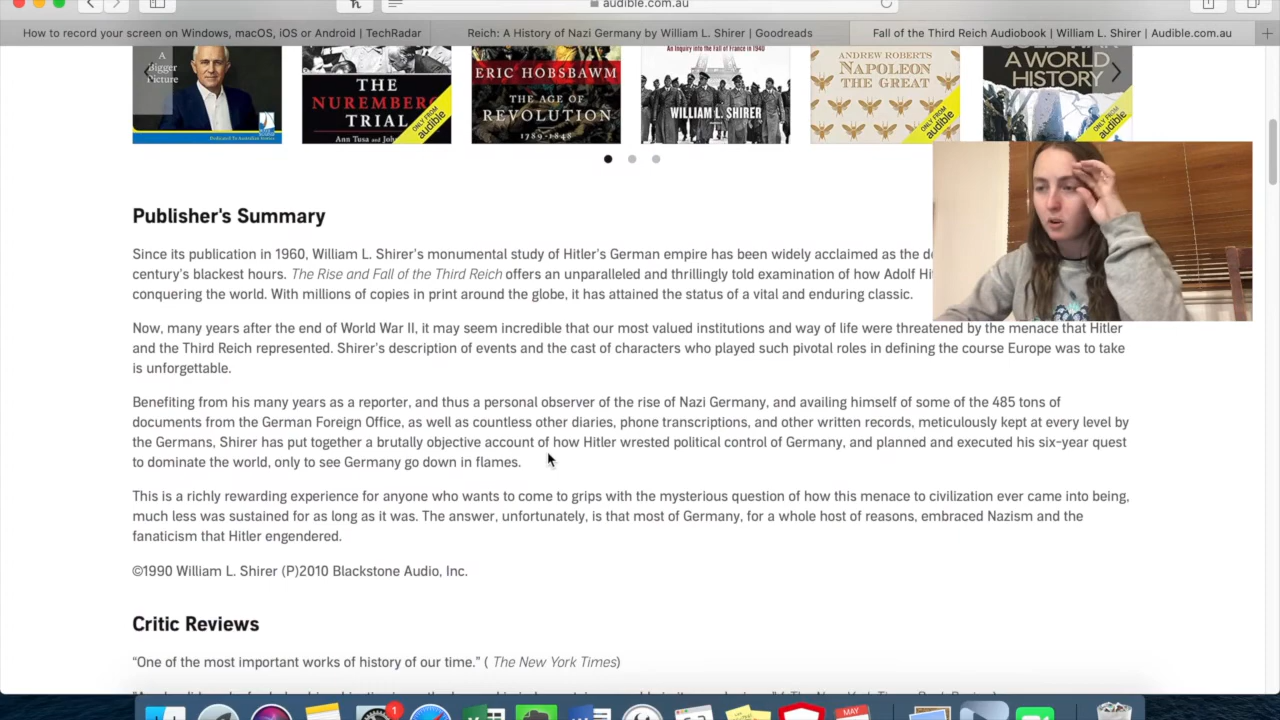 audible.com.au
How to record your screen on Windows, macOS, iOS or Android | TechRadar
Reich: A History of Nazi Germany by William L. Shirer | Goodreads
Fall of the Third Reich Audiobook | William L. Shirer | Audible.com.au
A
Bigger
Picture
THE
NUREMBERG
TRIAL
Ann Tusa and John
ONLY FROM
audible
ERIC HOBSBAWM
THE AGE OF
REVOLUTION
1789-1848
An Inquiry into the Fall of France in 1940
WILLIAM L. SHIRER
ANDREW ROBERTS
NAPOLEON
THE GREAT
ONLY FROM
audible
COLD WAR
A WORLD
HISTORY
ONLY FROM
audible
Publisher's Summary
Since its publication in 1960, William L. Shirer's monumental study of Hitler's German empire has been widely acclaimed as the
century's blackest hours. The Rise and Fall of the Third Reich offers an unparalleled and thrillingly told examination of how Adolf
conquering the world. With millions of copies in print around the globe, it has attained the status of a vital and enduring classic.
Now, many years after the end of World War II, it may seem incredible that our most valued institutions and way of life were threatened by the menace that Hitler
and the Third Reich represented. Shirer's description of events and the cast of characters who played such pivotal roles in defining the course Europe was to take
is unforgettable.
Benefiting from his many years as a reporter, and thus a personal observer of the rise of Nazi Germany, and availing himself of some of the 485 tons of
documents from the German Foreign Office, as well as countless other diaries, phone transcriptions, and other written records, meticulously kept at every level by
the Germans, Shirer has put together a brutally objective account of how Hitler wrested political control of Germany, and planned and executed his six-year quest
to dominate the world, only to see Germany go down in flames.
This is a richly rewarding experience for anyone who wants to come to grips with the mysterious question of how this menace to civilization ever came into being,
much less was sustained for as long as it was. The answer, unfortunately, is that most of Germany, for a whole host of reasons, embraced Nazism and the
fanaticism that Hitler engendered.
©1990 William L. Shirer (P)2010 Blackstone Audio, Inc.
Critic Reviews
"One of the most important works of history of our time." ( The New York Times)
1
MAY